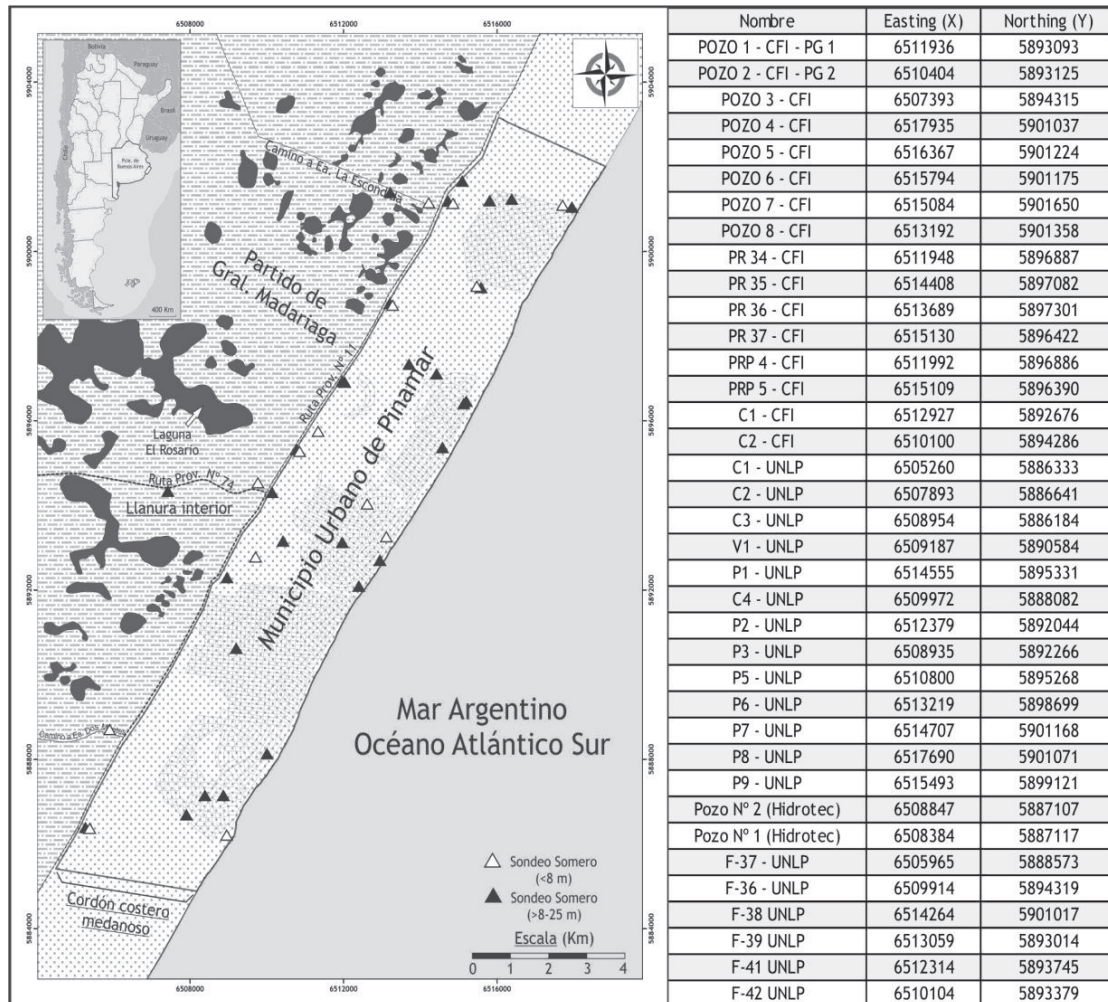 6508000 6512000 6516000
Bolivia
Paraguay
Brasil
Uruguay
Chile
Pcia. de
Buenos Aires
400 Km
5904000 5904000
Camino a Ea. La Escondida
5900000 5900000
Partido de
Gral. Madariaga
Ruta Prov. Nº 11
Municipio Urbano de Pinamar
5896000 5896000
Laguna
El Rosario
Ruta Prov. Nº 74
Llanura interior
5892000 5892000
Mar Argentino
Océano Atlántico Sur
Camino a Ea.
5888000 5888000
Sondeo Somero
(<8 m)
Sondeo Somero
(>8-25 m)
Cordón costero
medanoso
5884000 5884000
Escala (Km)
0 1 2 3 4
6508000 6512000 6516000
Nombre Easting (X) Northing (Y)
POZO 1 - CFI - PG 1 6511936 5893093
POZO 2 - CFI - PG 2 6510404 5893125
POZO 3 - CFI 6507393 5894315
POZO 4 - CFI 6517935 5901037
POZO 5 - CFI 6516367 5901224
POZO 6 - CFI 6515794 5901175
POZO 7 - CFI 6515084 5901650
POZO 8 - CFI 6513192 5901358
PR 34 - CFI 6511948 5896887
PR 35 - CFI 6514408 5897082
PR 36 - CFI 6513689 5897301
PR 37 - CFI 6515130 5896422
PRP 4 - CFI 6511992 5896886
PRP 5 - CFI 6515109 5896390
C1 - CFI 6512927 5892676
C2 - CFI 6510100 5894286
C1 - UNLP 6505260 5886333
C2 - UNLP 6507893 5886641
C3 - UNLP 6508954 5886184
V1 - UNLP 6509187 5890584
P1 - UNLP 6514555 5895331
C4 - UNLP 6509972 5888082
P2 - UNLP 6512379 5892044
P3 - UNLP 6508935 5892266
P5 - UNLP 6510800 5895268
P6 - UNLP 6513219 5898699
P7 - UNLP 6514707 5901168
P8 - UNLP 6517690 5901071
P9 - UNLP 6515493 5899121
Pozo Nº 2 (Hidrotec) 6508847 5887107
Pozo Nº 1 (Hidrotec) 6508384 5887117
F-37 - UNLP 6505965 5888573
F-36 - UNLP 6509914 5894319
F-38 UNLP 6514264 5901017
F-39 UNLP 6513059 5893014
F-41 UNLP 6512314 5893745
F-42 UNLP 6510104 5893379